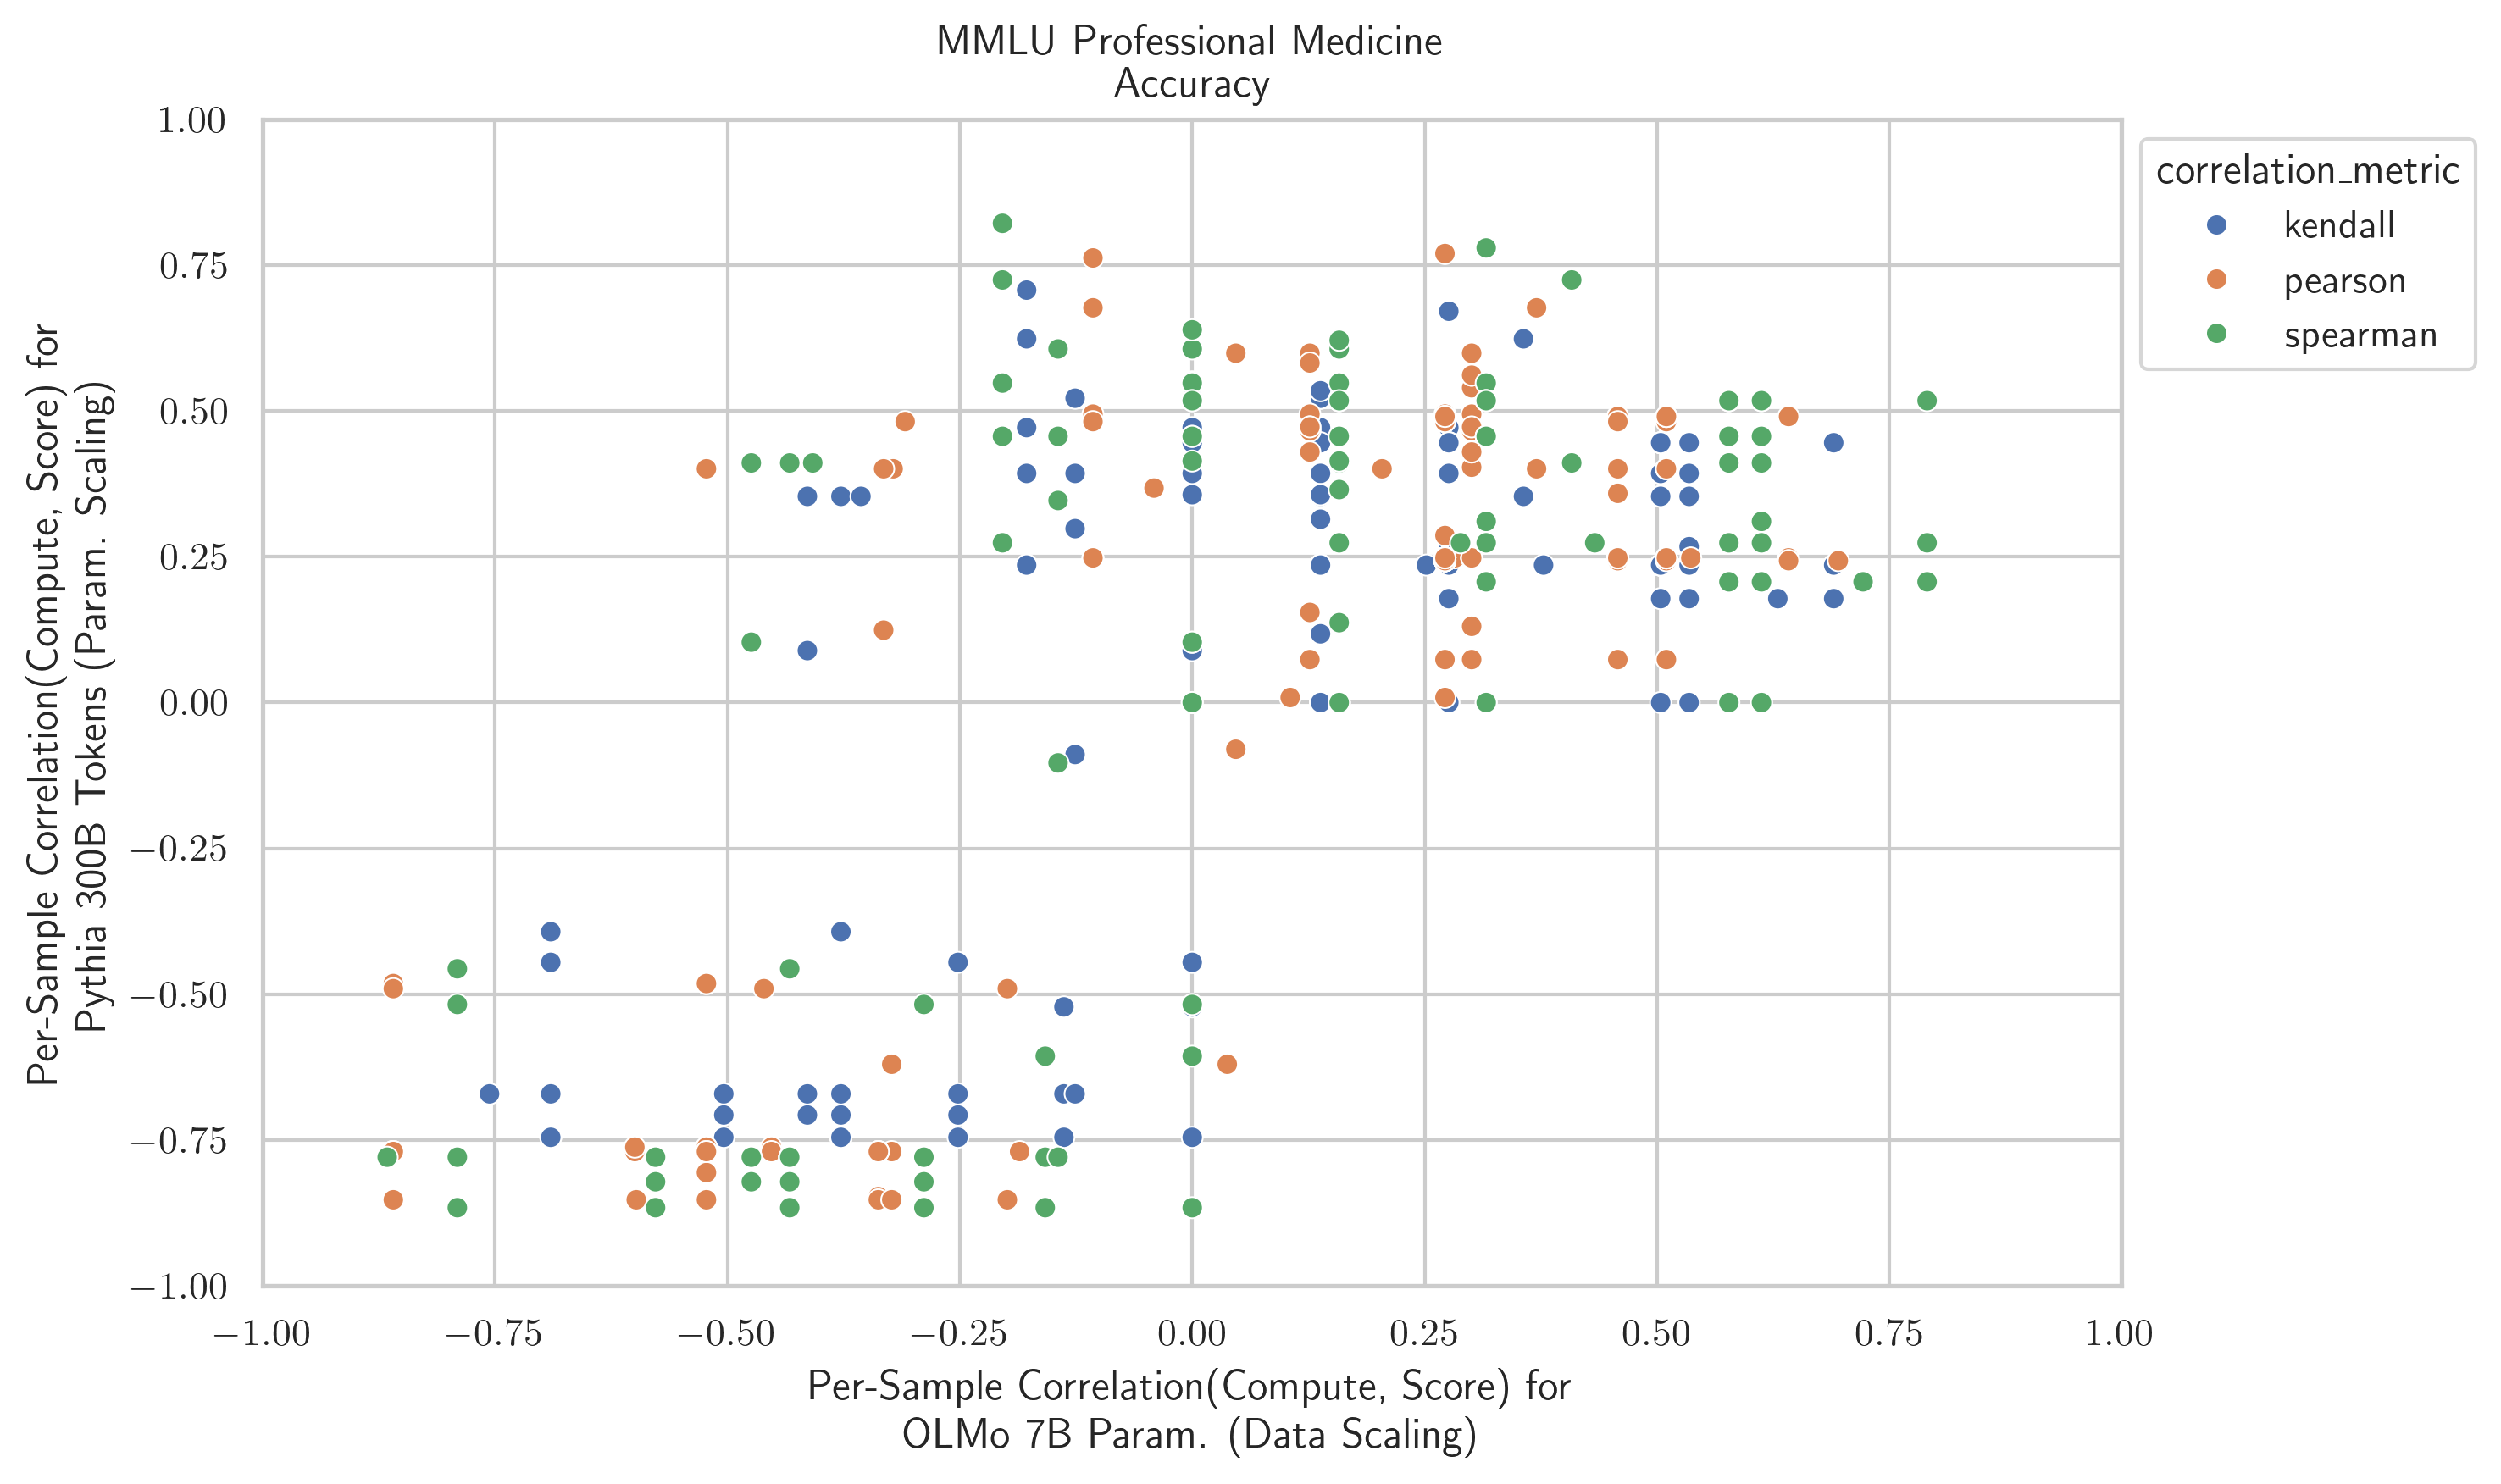 MMLU Professional Medicine
Accuracy
1.00
0.75
0.50
0.25
0.00
−0.25
−0.50
−0.75
−1.00
Per-Sample Correlation(Compute, Score) for
Pythia 300B Tokens (Param. Scaling)
correlation_metric
kendall
pearson
spearman
−1.00 −0.75 −0.50 −0.25 0.00 0.25 0.50 0.75 1.00
Per-Sample Correlation(Compute, Score) for
OLMo 7B Param. (Data Scaling)